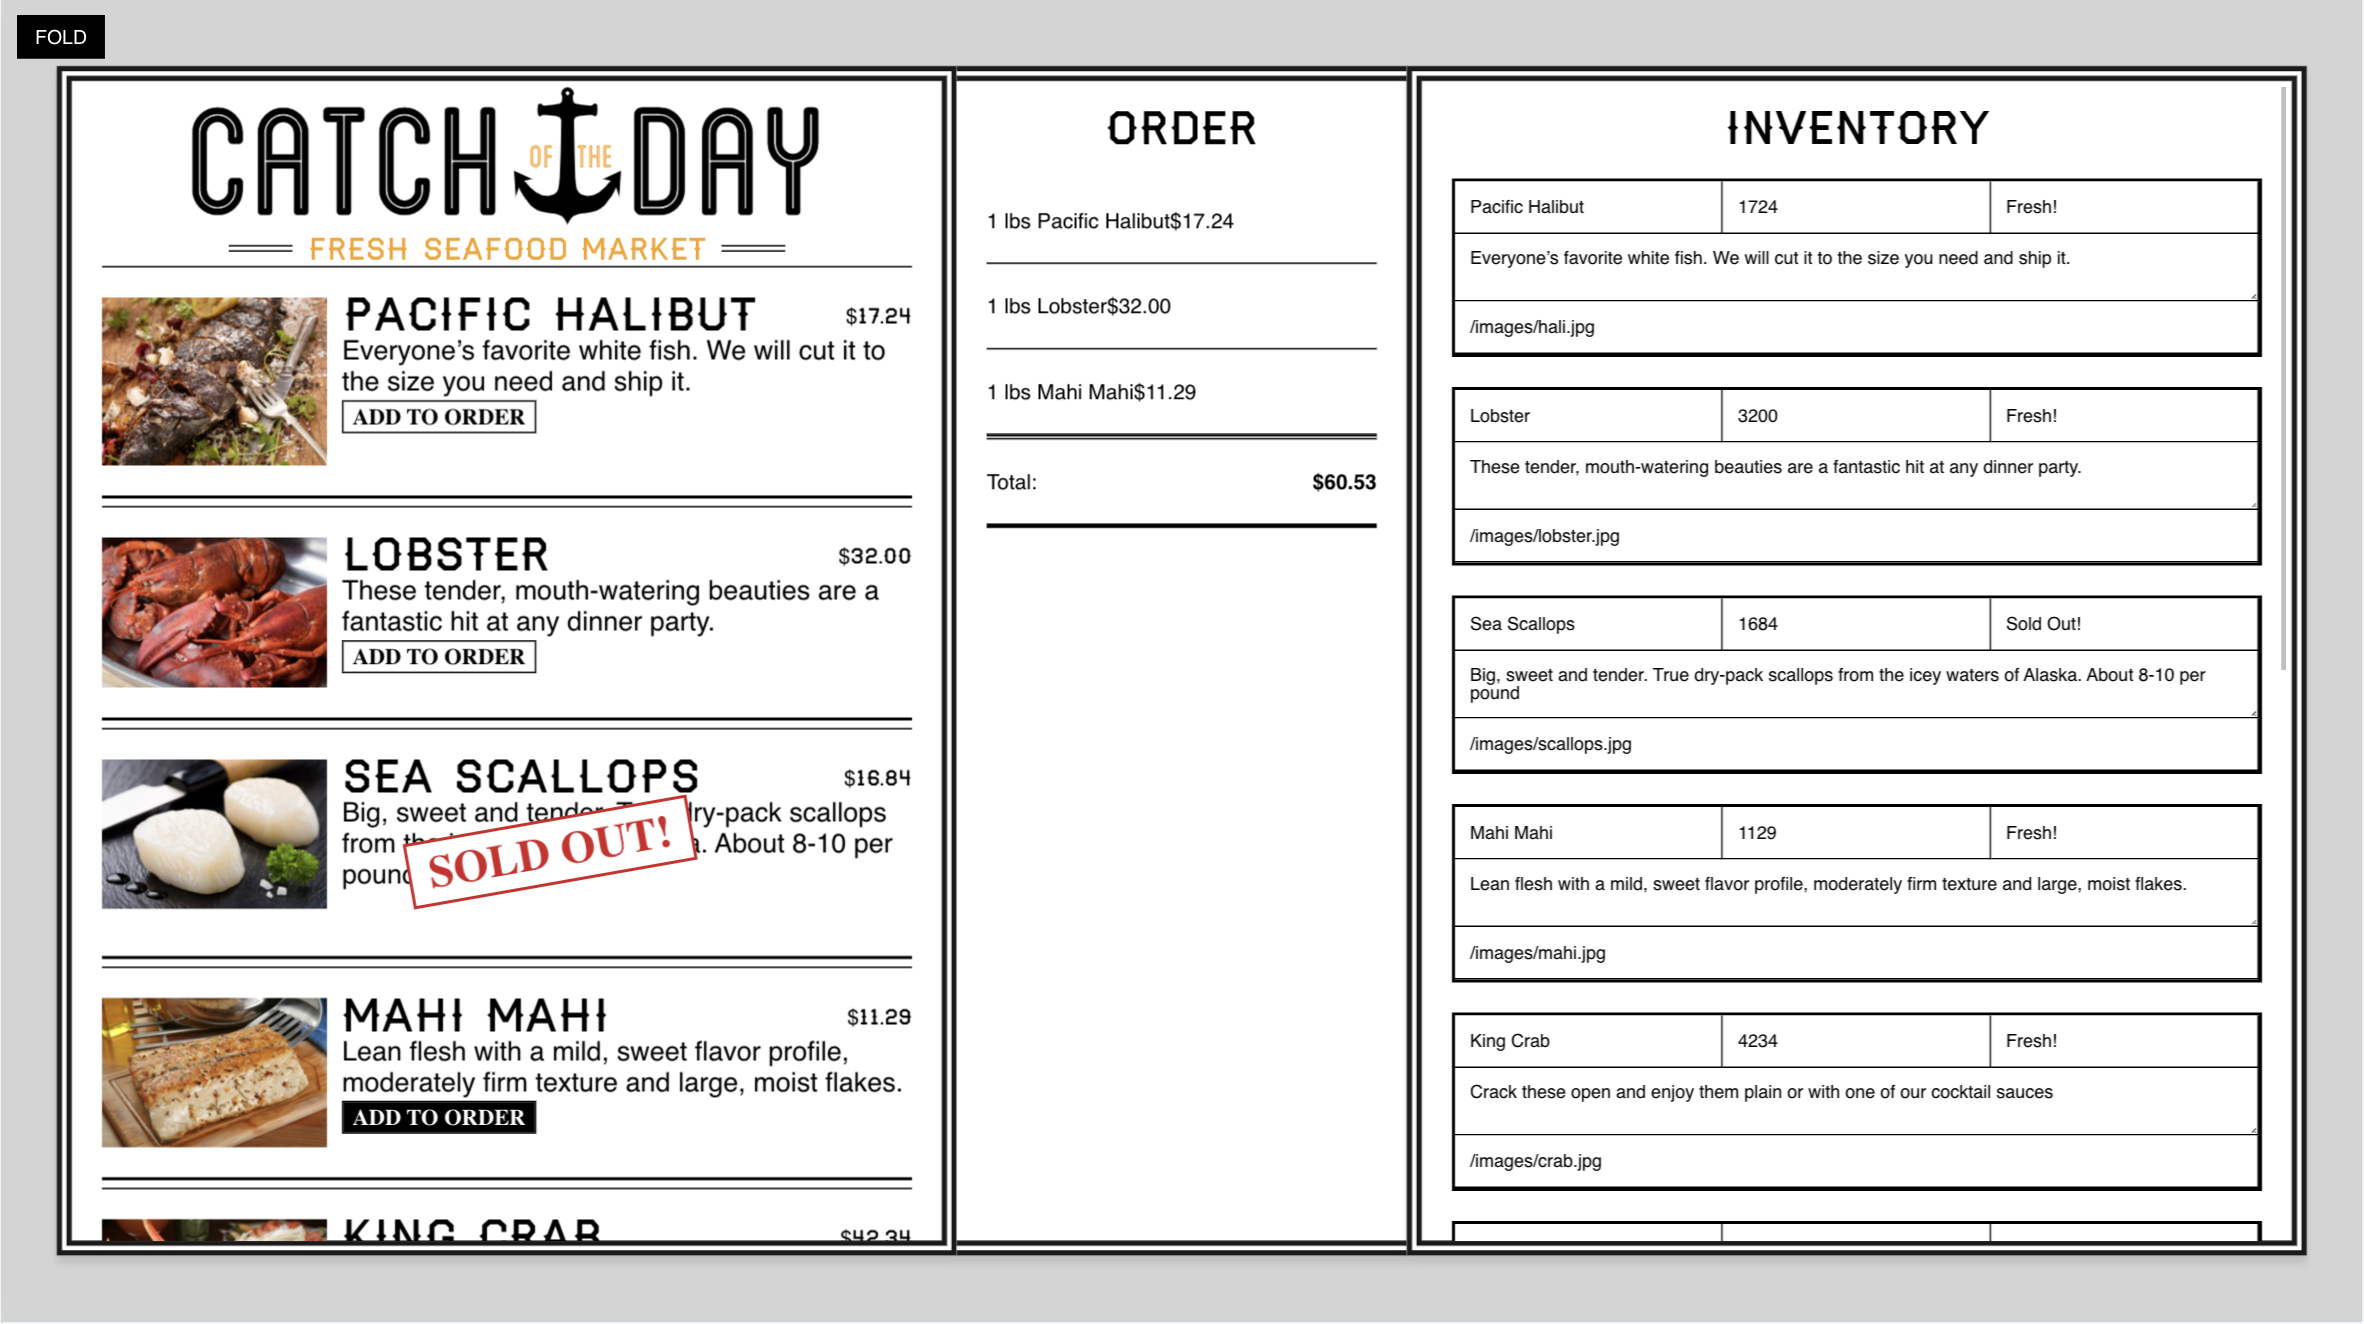 FOLD
CATCH OF THE DAY
FRESH SEAFOOD MARKET
PACIFIC HALIBUT $17.24
Everyone’s favorite white fish. We will cut it to
the size you need and ship it.
ADD TO ORDER
LOBSTER $32.00
These tender, mouth-watering beauties are a
fantastic hit at any dinner party.
ADD TO ORDER
SEA SCALLOPS $16.84
Big, sweet and tender. dry-pack scallops
from About 8-10 per
pound
SOLD OUT!
MAHI MAHI $11.29
Lean flesh with a mild, sweet flavor profile,
moderately firm texture and large, moist flakes.
ADD TO ORDER
KING CRAB $42.34
ORDER
1 lbs Pacific Halibut$17.24
1 lbs Lobster$32.00
1 lbs Mahi Mahi$11.29
Total: $60.53
INVENTORY
Pacific Halibut 1724 Fresh!
Everyone’s favorite white fish. We will cut it to the size you need and ship it.
/images/hali.jpg
Lobster 3200 Fresh!
These tender, mouth-watering beauties are a fantastic hit at any dinner party.
/images/lobster.jpg
Sea Scallops 1684 Sold Out!
Big, sweet and tender. True dry-pack scallops from the icey waters of Alaska. About 8-10 per
pound
/images/scallops.jpg
Mahi Mahi 1129 Fresh!
Lean flesh with a mild, sweet flavor profile, moderately firm texture and large, moist flakes.
/images/mahi.jpg
King Crab 4234 Fresh!
Crack these open and enjoy them plain or with one of our cocktail sauces
/images/crab.jpg